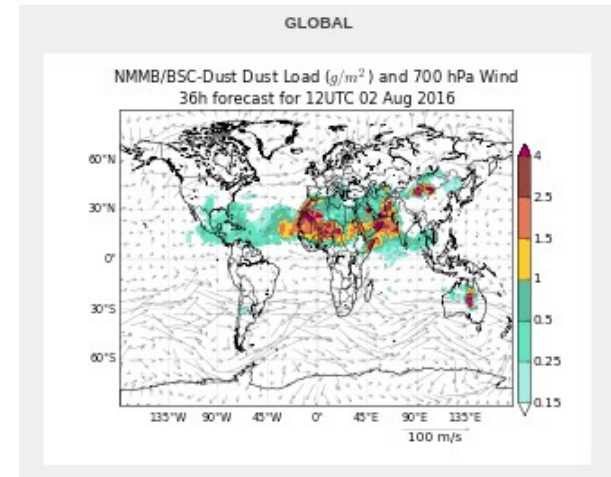 GLOBAL
NMMB/BSC-Dust Dust Load (g/m²) and 700 hPa Wind
36h forecast for 12UTC 02 Aug 2016
60°N
30°N
0°
30°S
60°S
4
2.5
1.5
1
0.5
0.25
0.15
135°W 90°W 45°W 0° 45°E 90°E 135°E
100 m/s